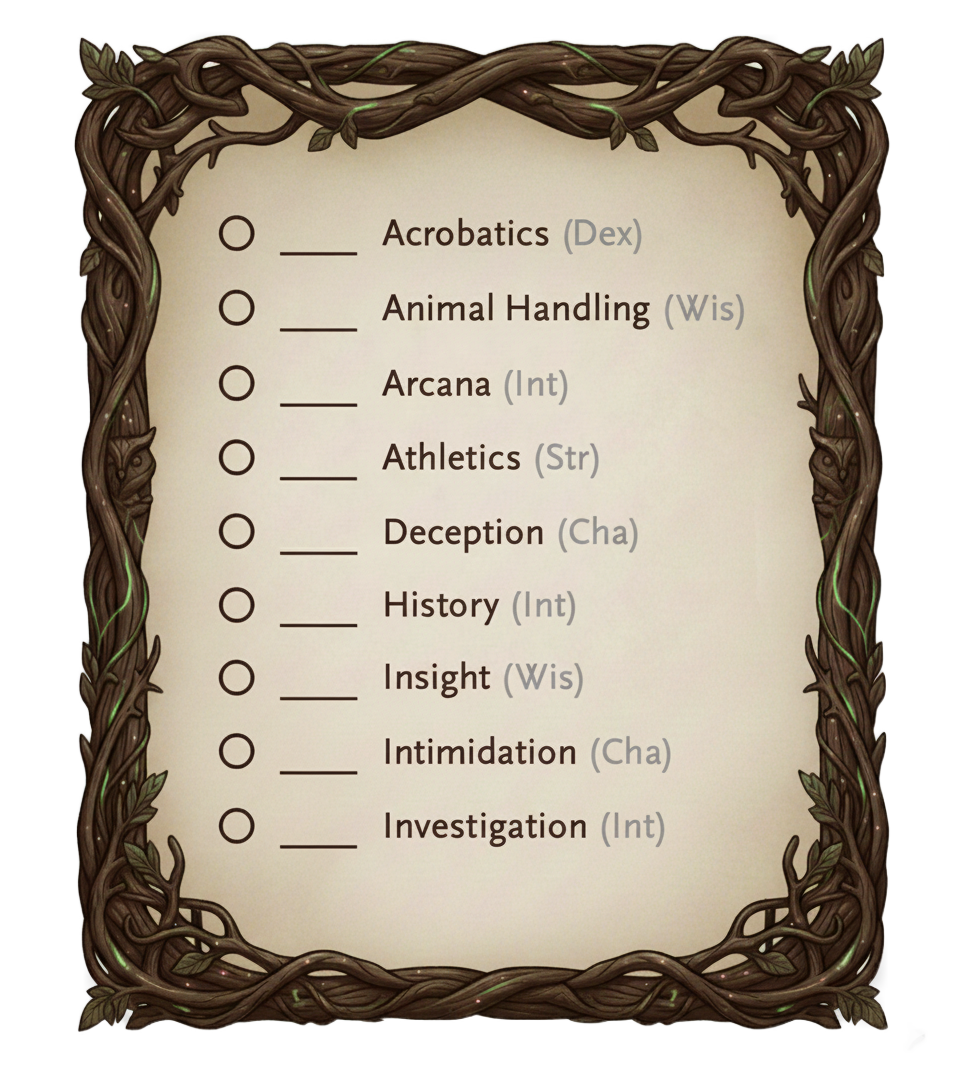 Acrobatics (Dex)
Animal Handling (Wis)
Arcana (Int)
Athletics (Str)
Deception (Cha)
History (Int)
Insight (Wis)
Intimidation (Cha)
Investigation (Int)